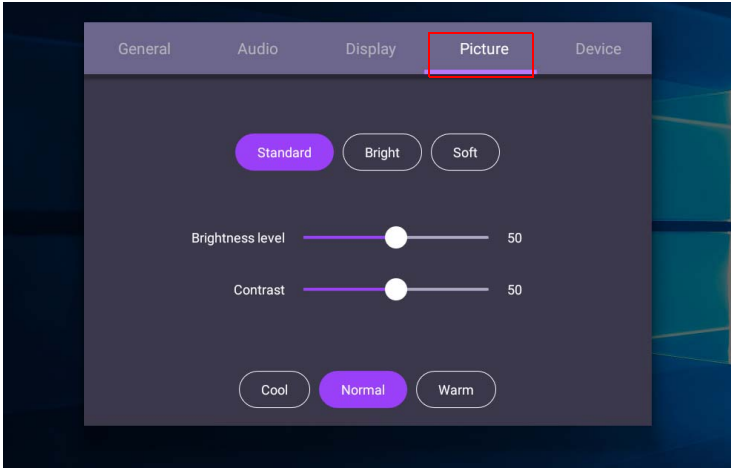 General Audio Display Picture Device
Standard Bright Soft
Brightness level 50
Contrast 50
Cool Normal Warm